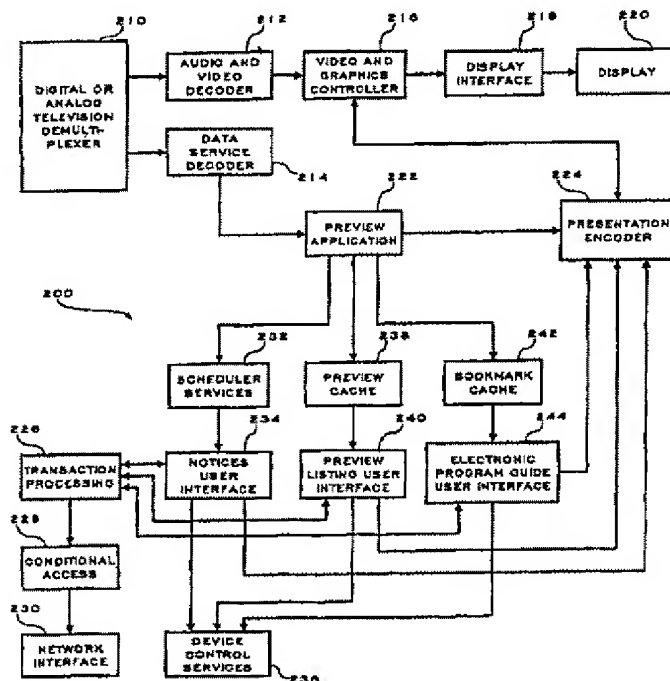 210
212
216
218
220
DIGITAL OR
ANALOG
TELEVISION
DEMULTI-
PLEXER
AUDIO AND
VIDEO
DECODER
VIDEO AND
GRAPHICS
CONTROLLER
DISPLAY
INTERFACE
DISPLAY
DATA
SERVICE
DECODER
214
222
224
PREVIEW
APPLICATION
PRESENTATION
ENCODER
200
232
238
242
SCHEDULER
SERVICES
PREVIEW
CACHE
BOOKMARK
CACHE
226
234
240
244
TRANSACTION
PROCESSING
NOTICES USER
INTERFACE
PREVIEW
LISTING USER
INTERFACE
ELECTRONIC
PROGRAM GUIDE
USER INTERFACE
228
CONDITIONAL
ACCESS
230
NETWORK
INTERFACE
DEVICE
CONTROL
SERVICES
236